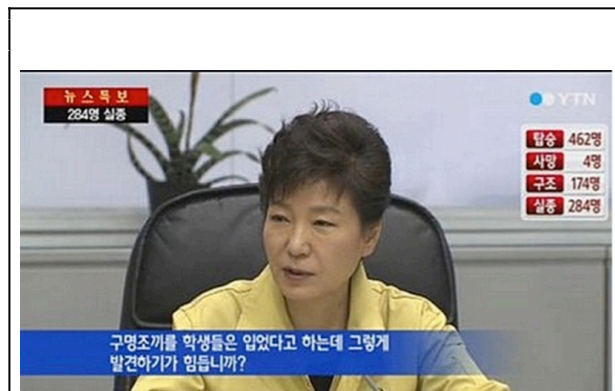 뉴스특보
284명 실종
YTN
탑승 462명
사망 4명
구조 174명
실종 284명
구명조끼를 학생들은 입었다고 하는데 그렇게
발견하기가 힘듭니까?